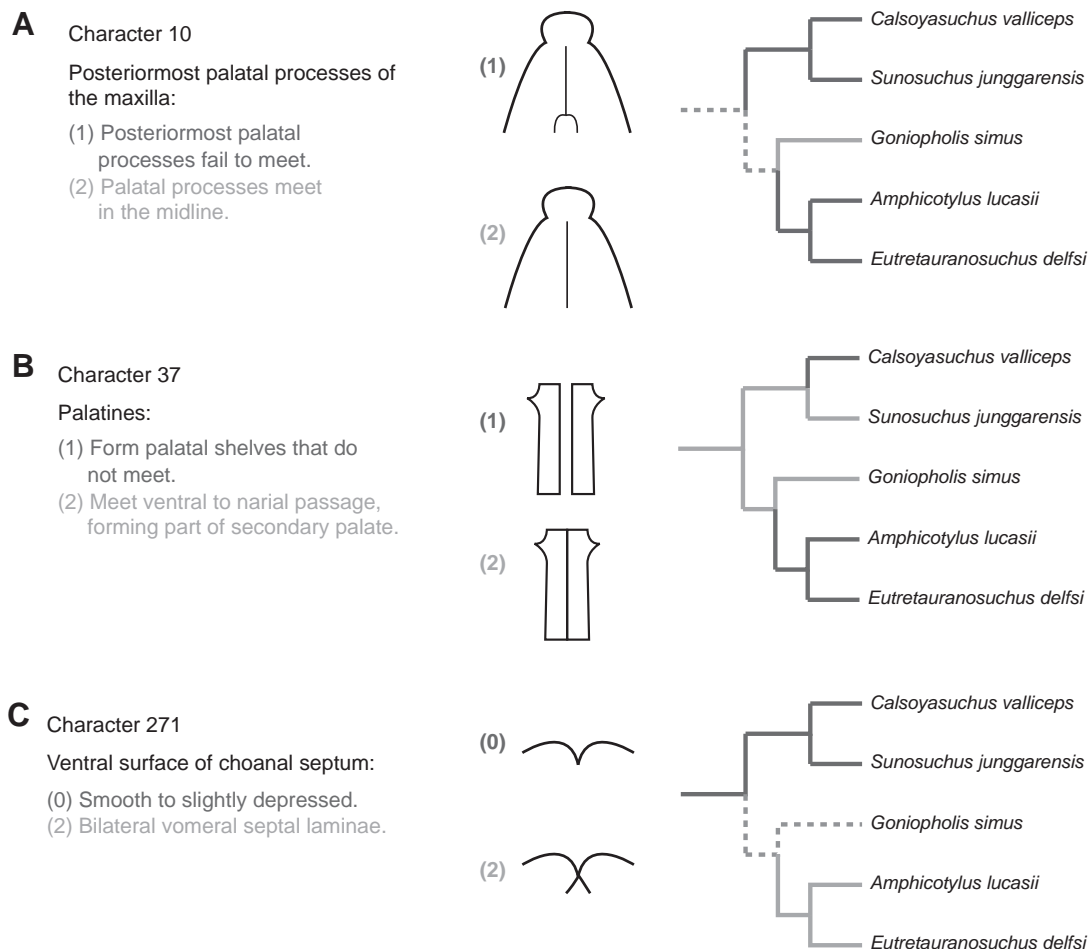 A
Character 10
Posteriormost palatal processes of
the maxilla:
(1) Posteriormost palatal
processes fail to meet.
(2) Palatal processes meet
in the midline.
(1)
(2)
Calsoyasuchus valliceps
Sunosuchus junggarensis
Goniopholis simus
Amphicotylus lucasii
Eutretauranosuchus delfsi
B
Character 37
Palatines:
(1) Form palatal shelves that do
not meet.
(2) Meet ventral to narial passage,
forming part of secondary palate.
(1)
(2)
Calsoyasuchus valliceps
Sunosuchus junggarensis
Goniopholis simus
Amphicotylus lucasii
Eutretauranosuchus delfsi
C
Character 271
Ventral surface of choanal septum:
(0) Smooth to slightly depressed.
(2) Bilateral vomeral septal laminae.
(0)
(2)
Calsoyasuchus valliceps
Sunosuchus junggarensis
Goniopholis simus
Amphicotylus lucasii
Eutretauranosuchus delfsi